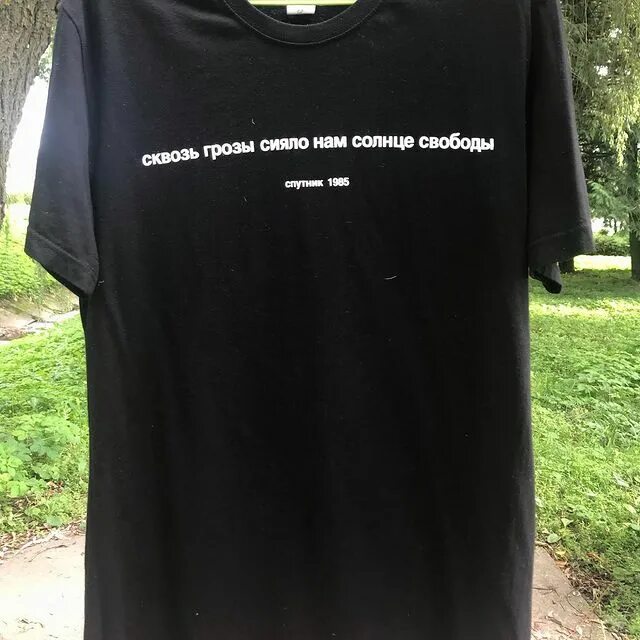 сквозь грозы сияло нам солнце свободы
спутник 1985